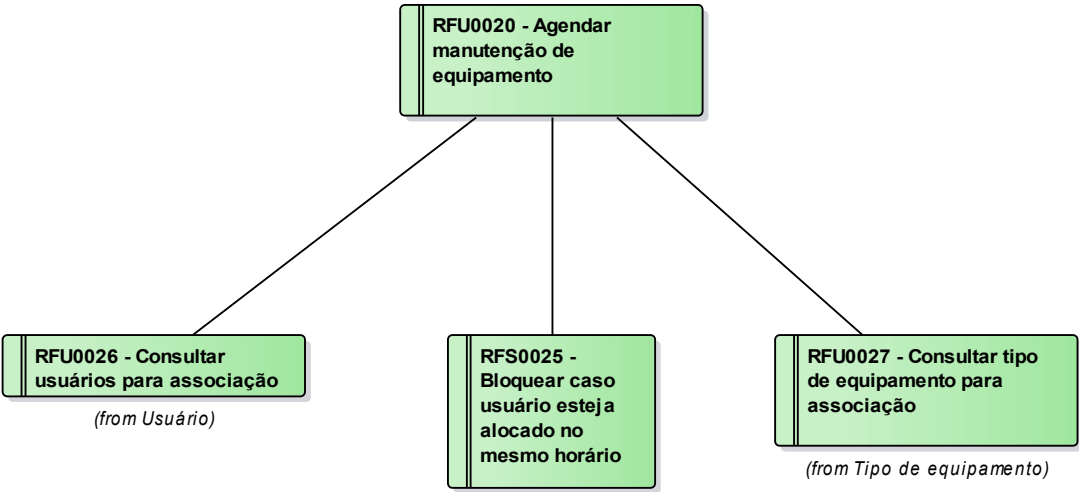 RFU0020 - Agendar
manutenção de
equipamento
RFU0026 - Consultar
usuários para associação
(from Usuário)
RFS0025 -
Bloquear caso
usuário esteja
alocado no
mesmo horário
RFU0027 - Consultar tipo
de equipamento para
associação
(from Tipo de equipamento)